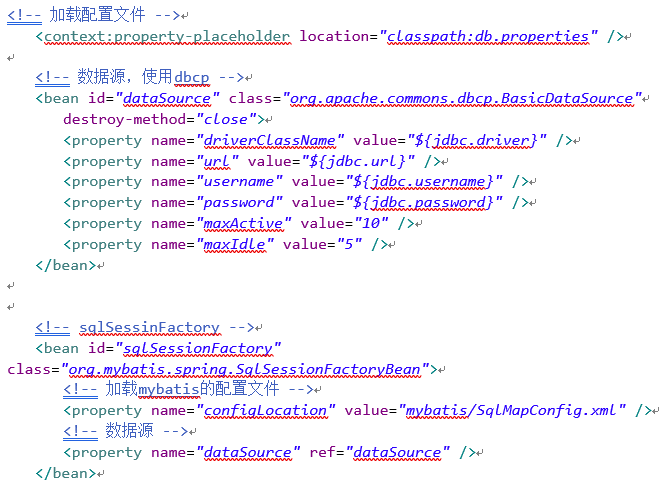 <!-- 加载配置文件 -->
<context:property-placeholder location="classpath:db.properties" />
<!-- 数据源，使用dbcp -->
<bean id="dataSource" class="org.apache.commons.dbcp.BasicDataSource"
destroy-method="close">
<property name="driverClassName" value="${jdbc.driver}" />
<property name="url" value="${jdbc.url}" />
<property name="username" value="${jdbc.username}" />
<property name="password" value="${jdbc.password}" />
<property name="maxActive" value="10" />
<property name="maxIdle" value="5" />
</bean>
<!-- sqlSessinFactory -->
<bean id="sqlSessionFactory"
class="org.mybatis.spring.SqlSessionFactoryBean">
<!-- 加载mybatis的配置文件 -->
<property name="configLocation" value="mybatis/SqlMapConfig.xml" />
<!-- 数据源 -->
<property name="dataSource" ref="dataSource" />
</bean>